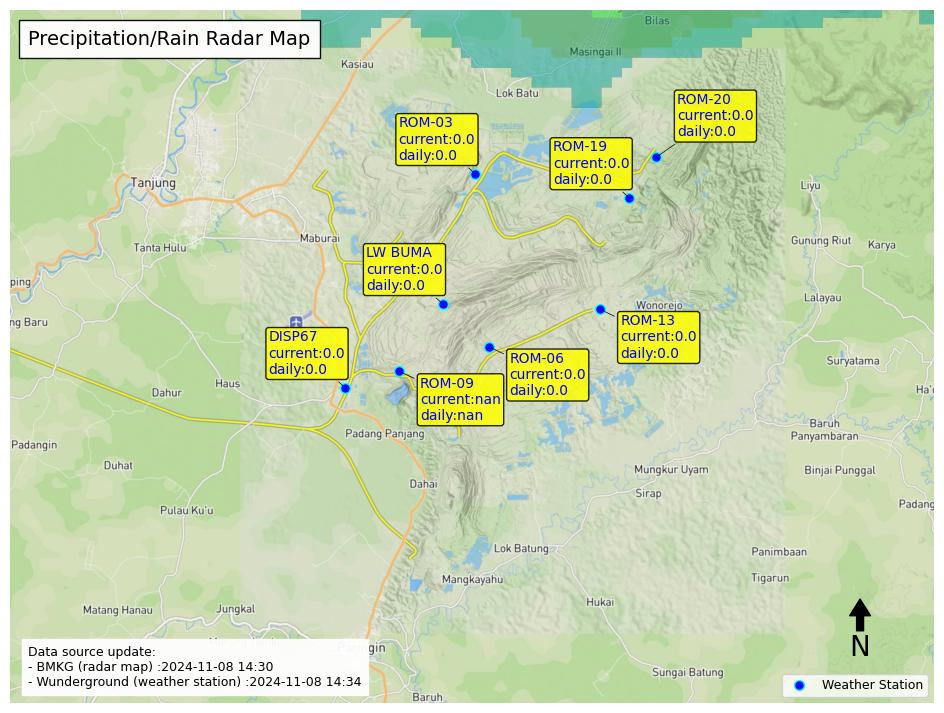 Precipitation/Rain Radar Map
Bilas
Masingai II
Kasiau
Lok Batu
ROM-20
current:0.0
daily:0.0
ROM-03
current:0.0
daily:0.0
ROM-19
current:0.0
daily:0.0
Tanjung
Liyu
Maburai
Tanta Hulu
Gunung Riut
Karya
LW BUMA
current:0.0
daily:0.0
ping
Lalayau
Wonorejo
ng Baru
ROM-13
current:0.0
daily:0.0
DISP67
current:0.0
daily:0.0
ROM-06
current:0.0
daily:0.0
Suryatama
Haus
Dahur
ROM-09
current:nan
daily:nan
Ha'o
Baruh
Panyambaran
Padang Panjang
Padangin
Duhat
Mungkur Uyam
Binjai Punggal
Dahai
Sirap
Padang
Pulau Ku'u
Lok Batung
Panimbaan
Mangkayahu
Tigarun
Matang Hanau
Jungkal
Hukai
Data source update:
- BMKG (radar map) :2024-11-08 14:30
- Wunderground (weather station) :2024-11-08 14:34
N
Sungai Batung
Weather Station
Baruh